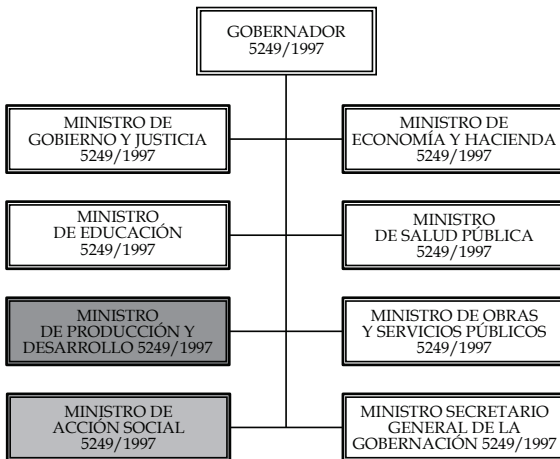 GOBERNADOR
5249/1997
MINISTRO DE
GOBIERNO Y JUSTICIA
5249/1997
MINISTRO DE
ECONOMÍA Y HACIENDA
5249/1997
MINISTRO
DE EDUCACIÓN
5249/1997
MINISTRO
DE SALUD PÚBLICA
5249/1997
MINISTRO
DE PRODUCCIÓN Y
DESARROLLO 5249/1997
MINISTRO DE OBRAS
Y SERVICIOS PÚBLICOS
5249/1997
MINISTRO DE
ACCIÓN SOCIAL
5249/1997
MINISTRO SECRETARIO
GENERAL DE LA
GOBERNACIÓN 5249/1997